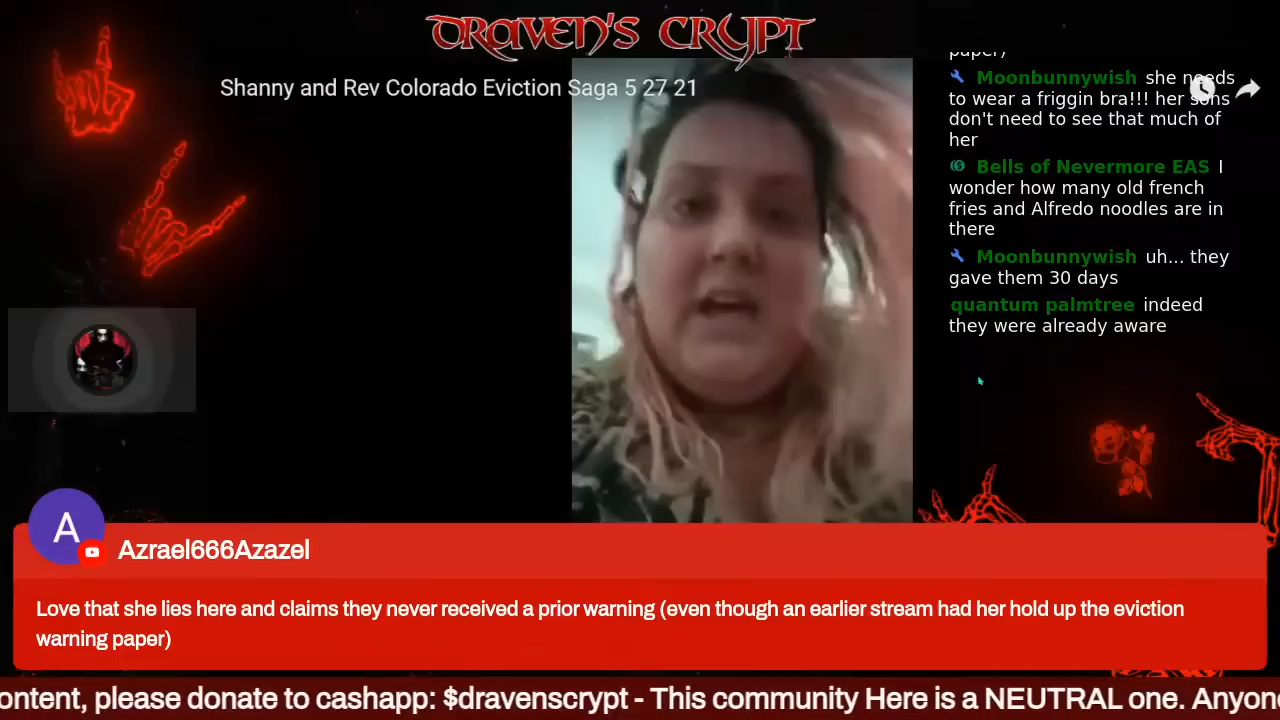 DRAVEN'S CRYPT
Shanny and Rev Colorado Eviction Saga 5 27 21
paper)
Moonbunnywish she needs
to wear a friggin bra!!! her sons
don't need to see that much of
her
Bells of Nevermore EAS I
wonder how many old french
fries and Alfredo noodles are in
there
Moonbunnywish uh... they
gave them 30 days
quantum palmtree indeed
they were already aware
A
Azrael666Azazel
Love that she lies here and claims they never received a prior warning (even though an earlier stream had her hold up the eviction
warning paper)
ontent, please donate to cashapp: $dravenscrypt - This community Here is a NEUTRAL one. Anyon